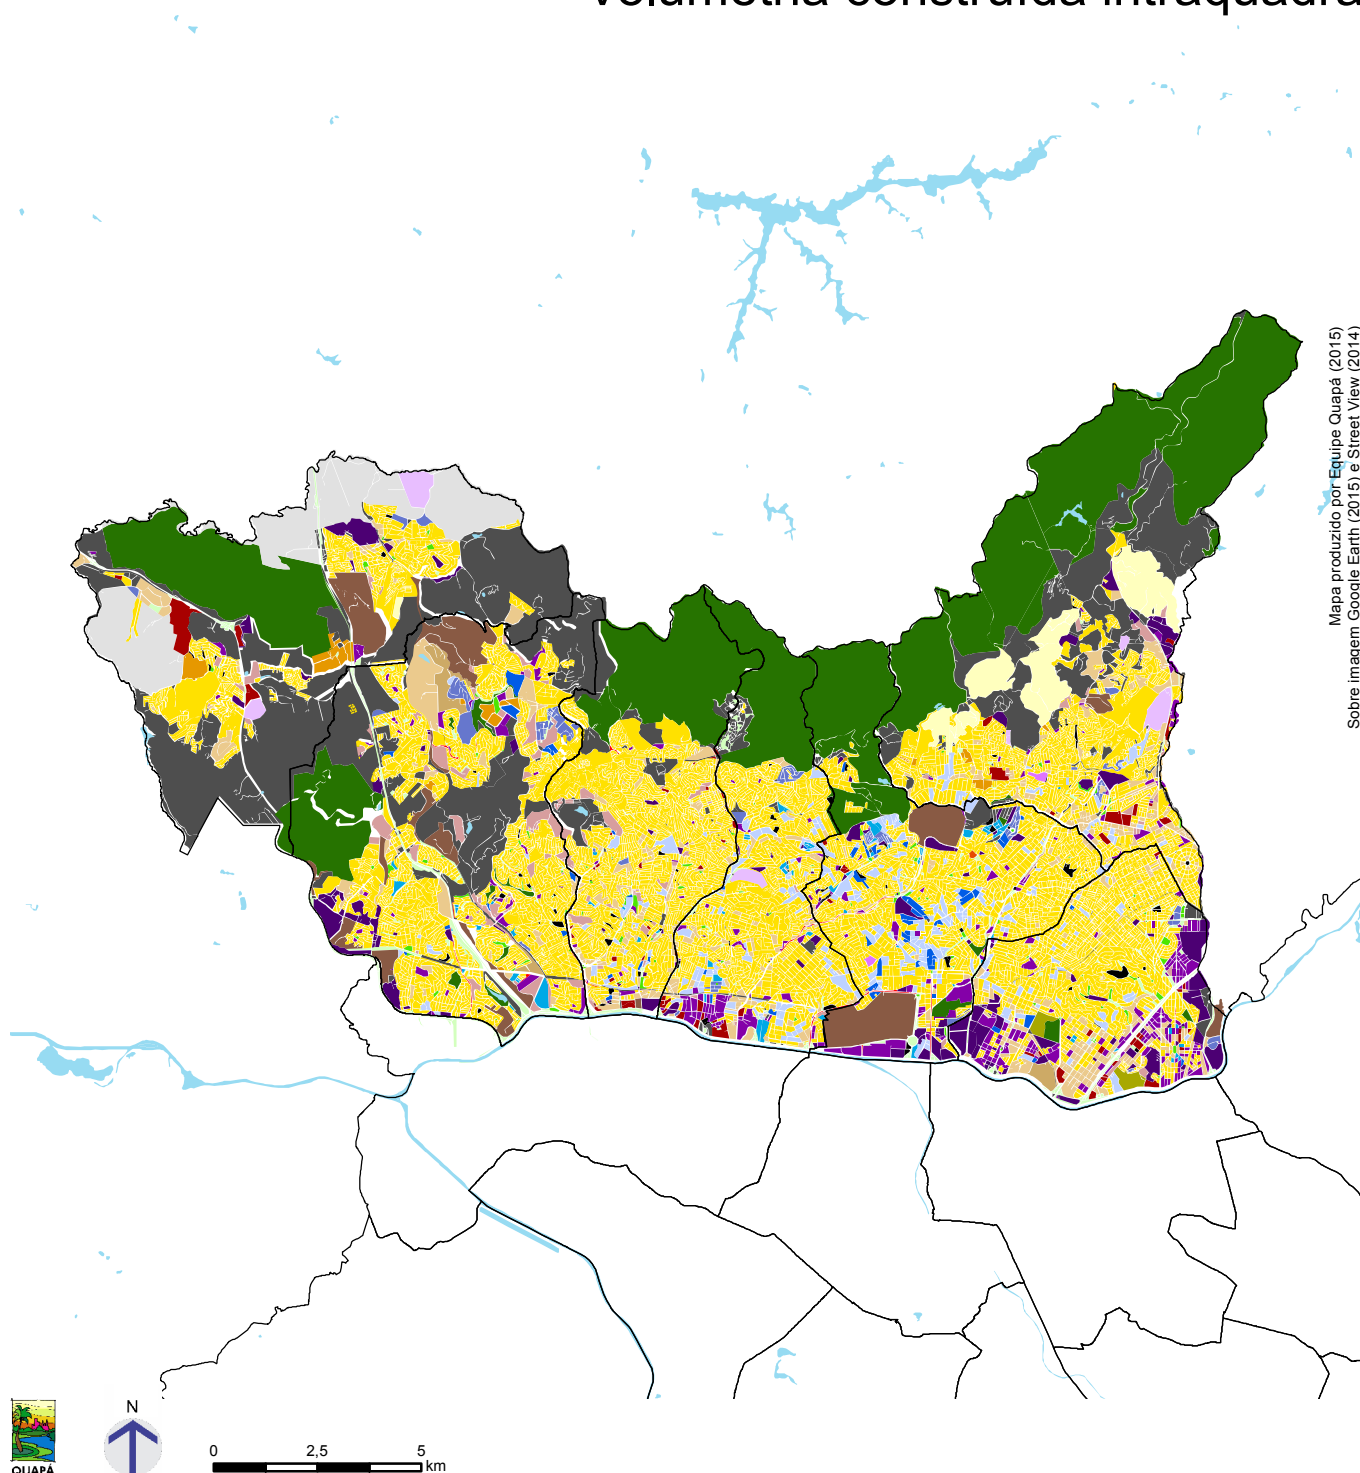 Volumetria construída intraquadra
Mapa produzido por Equipe Quapá (2015)
Sobre imagem Google Earth (2015) e Street View (2014)
N
0 2,5 5
km
QUAPÁ